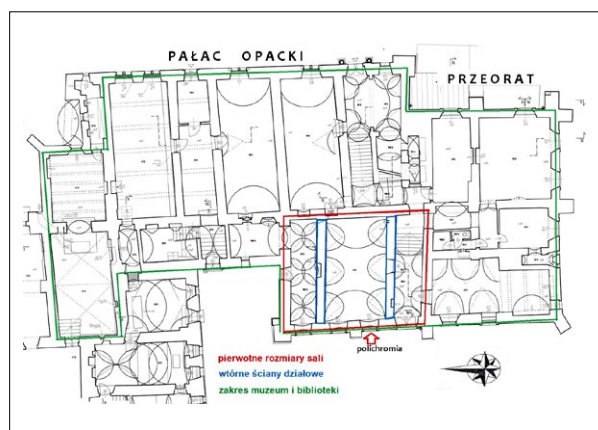 PAŁAC OPACKI
PRZEORAT
polichromia
pierwotne rozmiary sali
wtórne ściany działowe
zakres muzeum i biblioteki